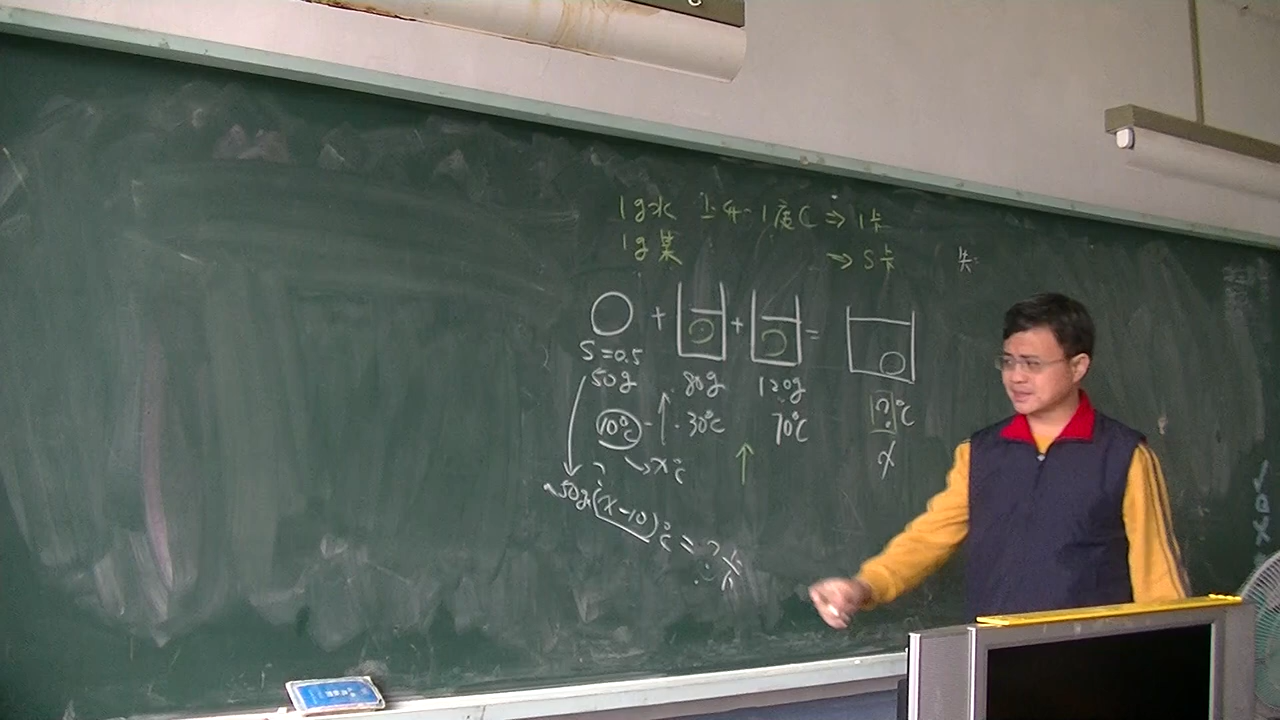 1g水 上升 1度C ⇒ 1卡
1g某 → S卡
失
+ + =
S=0.5
50g 80g 120g
10°C 30°C 70°C ?°C
→ x°C x
50g (x-10)°C = ? 卡